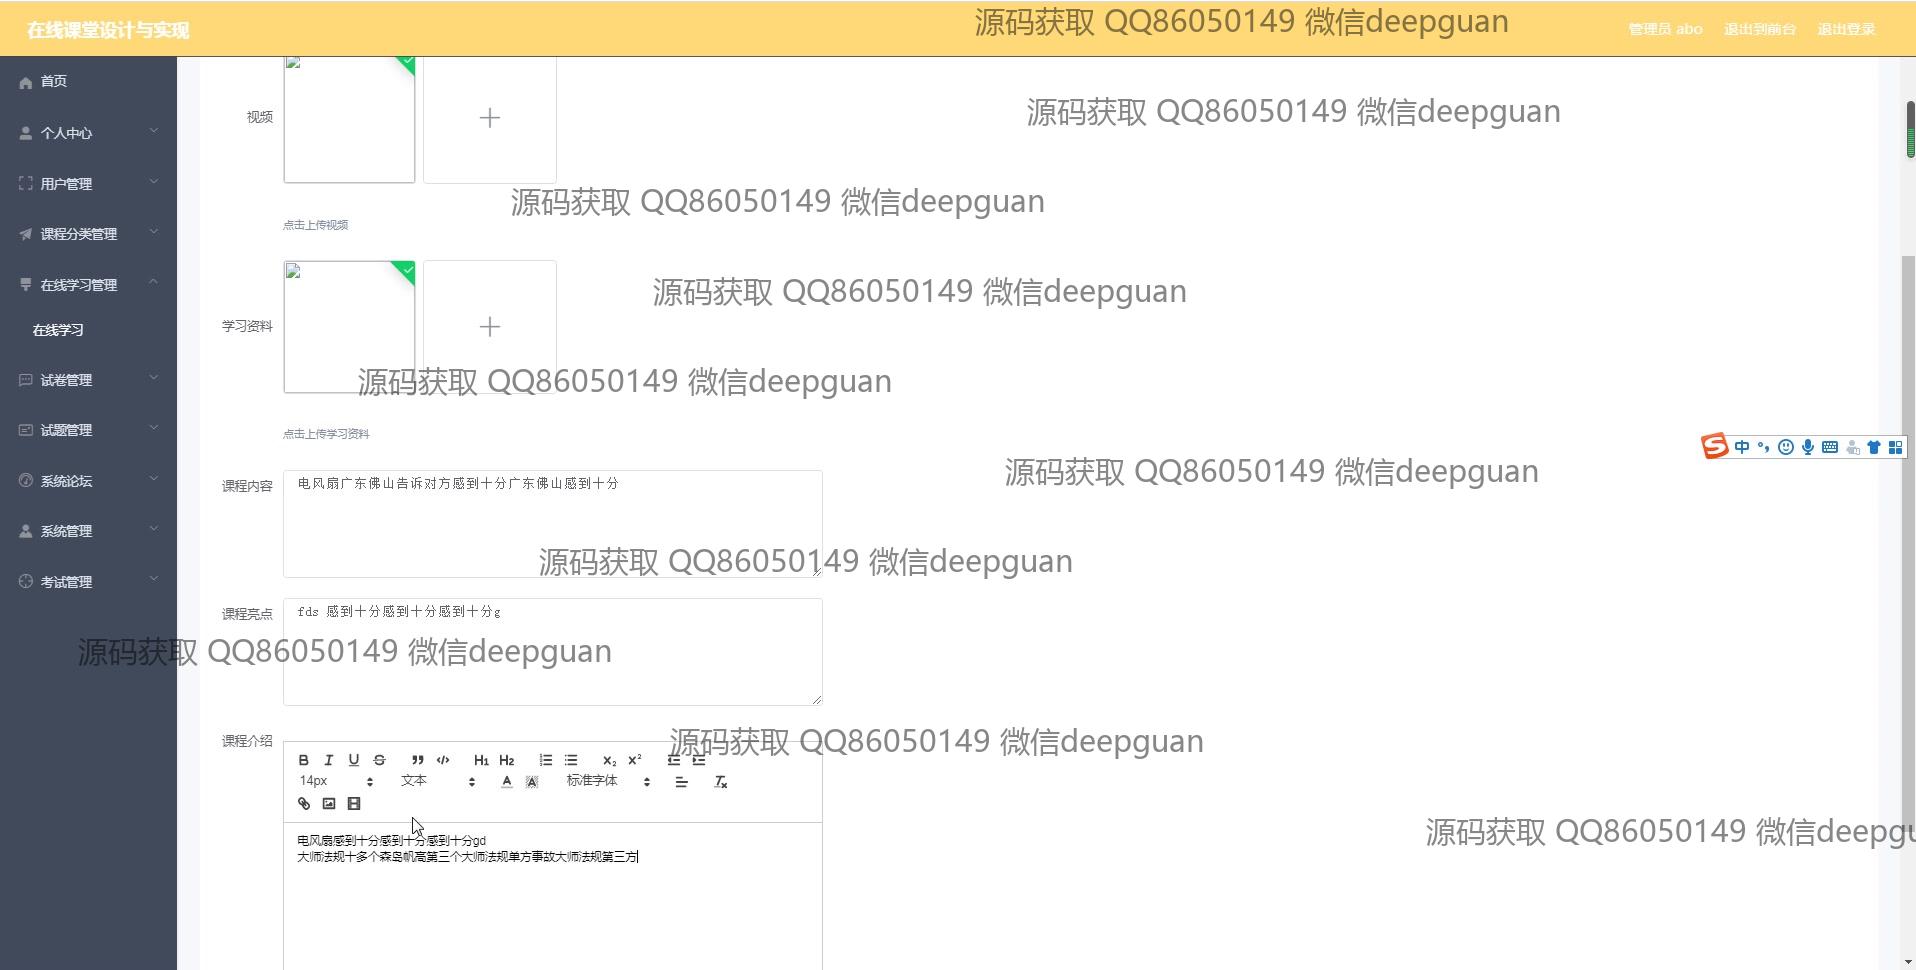 在线课堂设计与实现
源码获取 QQ86050149 微信deepguan
管理员 abo 退出到前台 退出登录
首页
视频
源码获取 QQ86050149 微信deepguan
个人中心
用户管理
源码获取 QQ86050149 微信deepguan
点击上传视频
课程分类管理
在线学习管理
源码获取 QQ86050149 微信deepguan
学习资料
在线学习
试卷管理
源码获取 QQ86050149 微信deepguan
点击上传学习资料
试题管理
中
源码获取 QQ86050149 微信deepguan
系统论坛
课程内容
电风扇广东佛山告诉对方感到十分广东佛山感到十分
系统管理
源码获取 QQ86050149 微信deepguan
考试管理
课程亮点
fds 感到十分感到十分感到十分g
源码获取 QQ86050149 微信deepguan
课程介绍
源码获取 QQ86050149 微信deepguan
B I U S H1 H2 x₂ x²
14px 文本 A A 标准字体 Tx
源码获取 QQ86050149 微信deepgu
电风扇感到十分感到十分感到十分gd
大师法规十多个森岛帆高第三个大师法规单方事故大师法规第三方